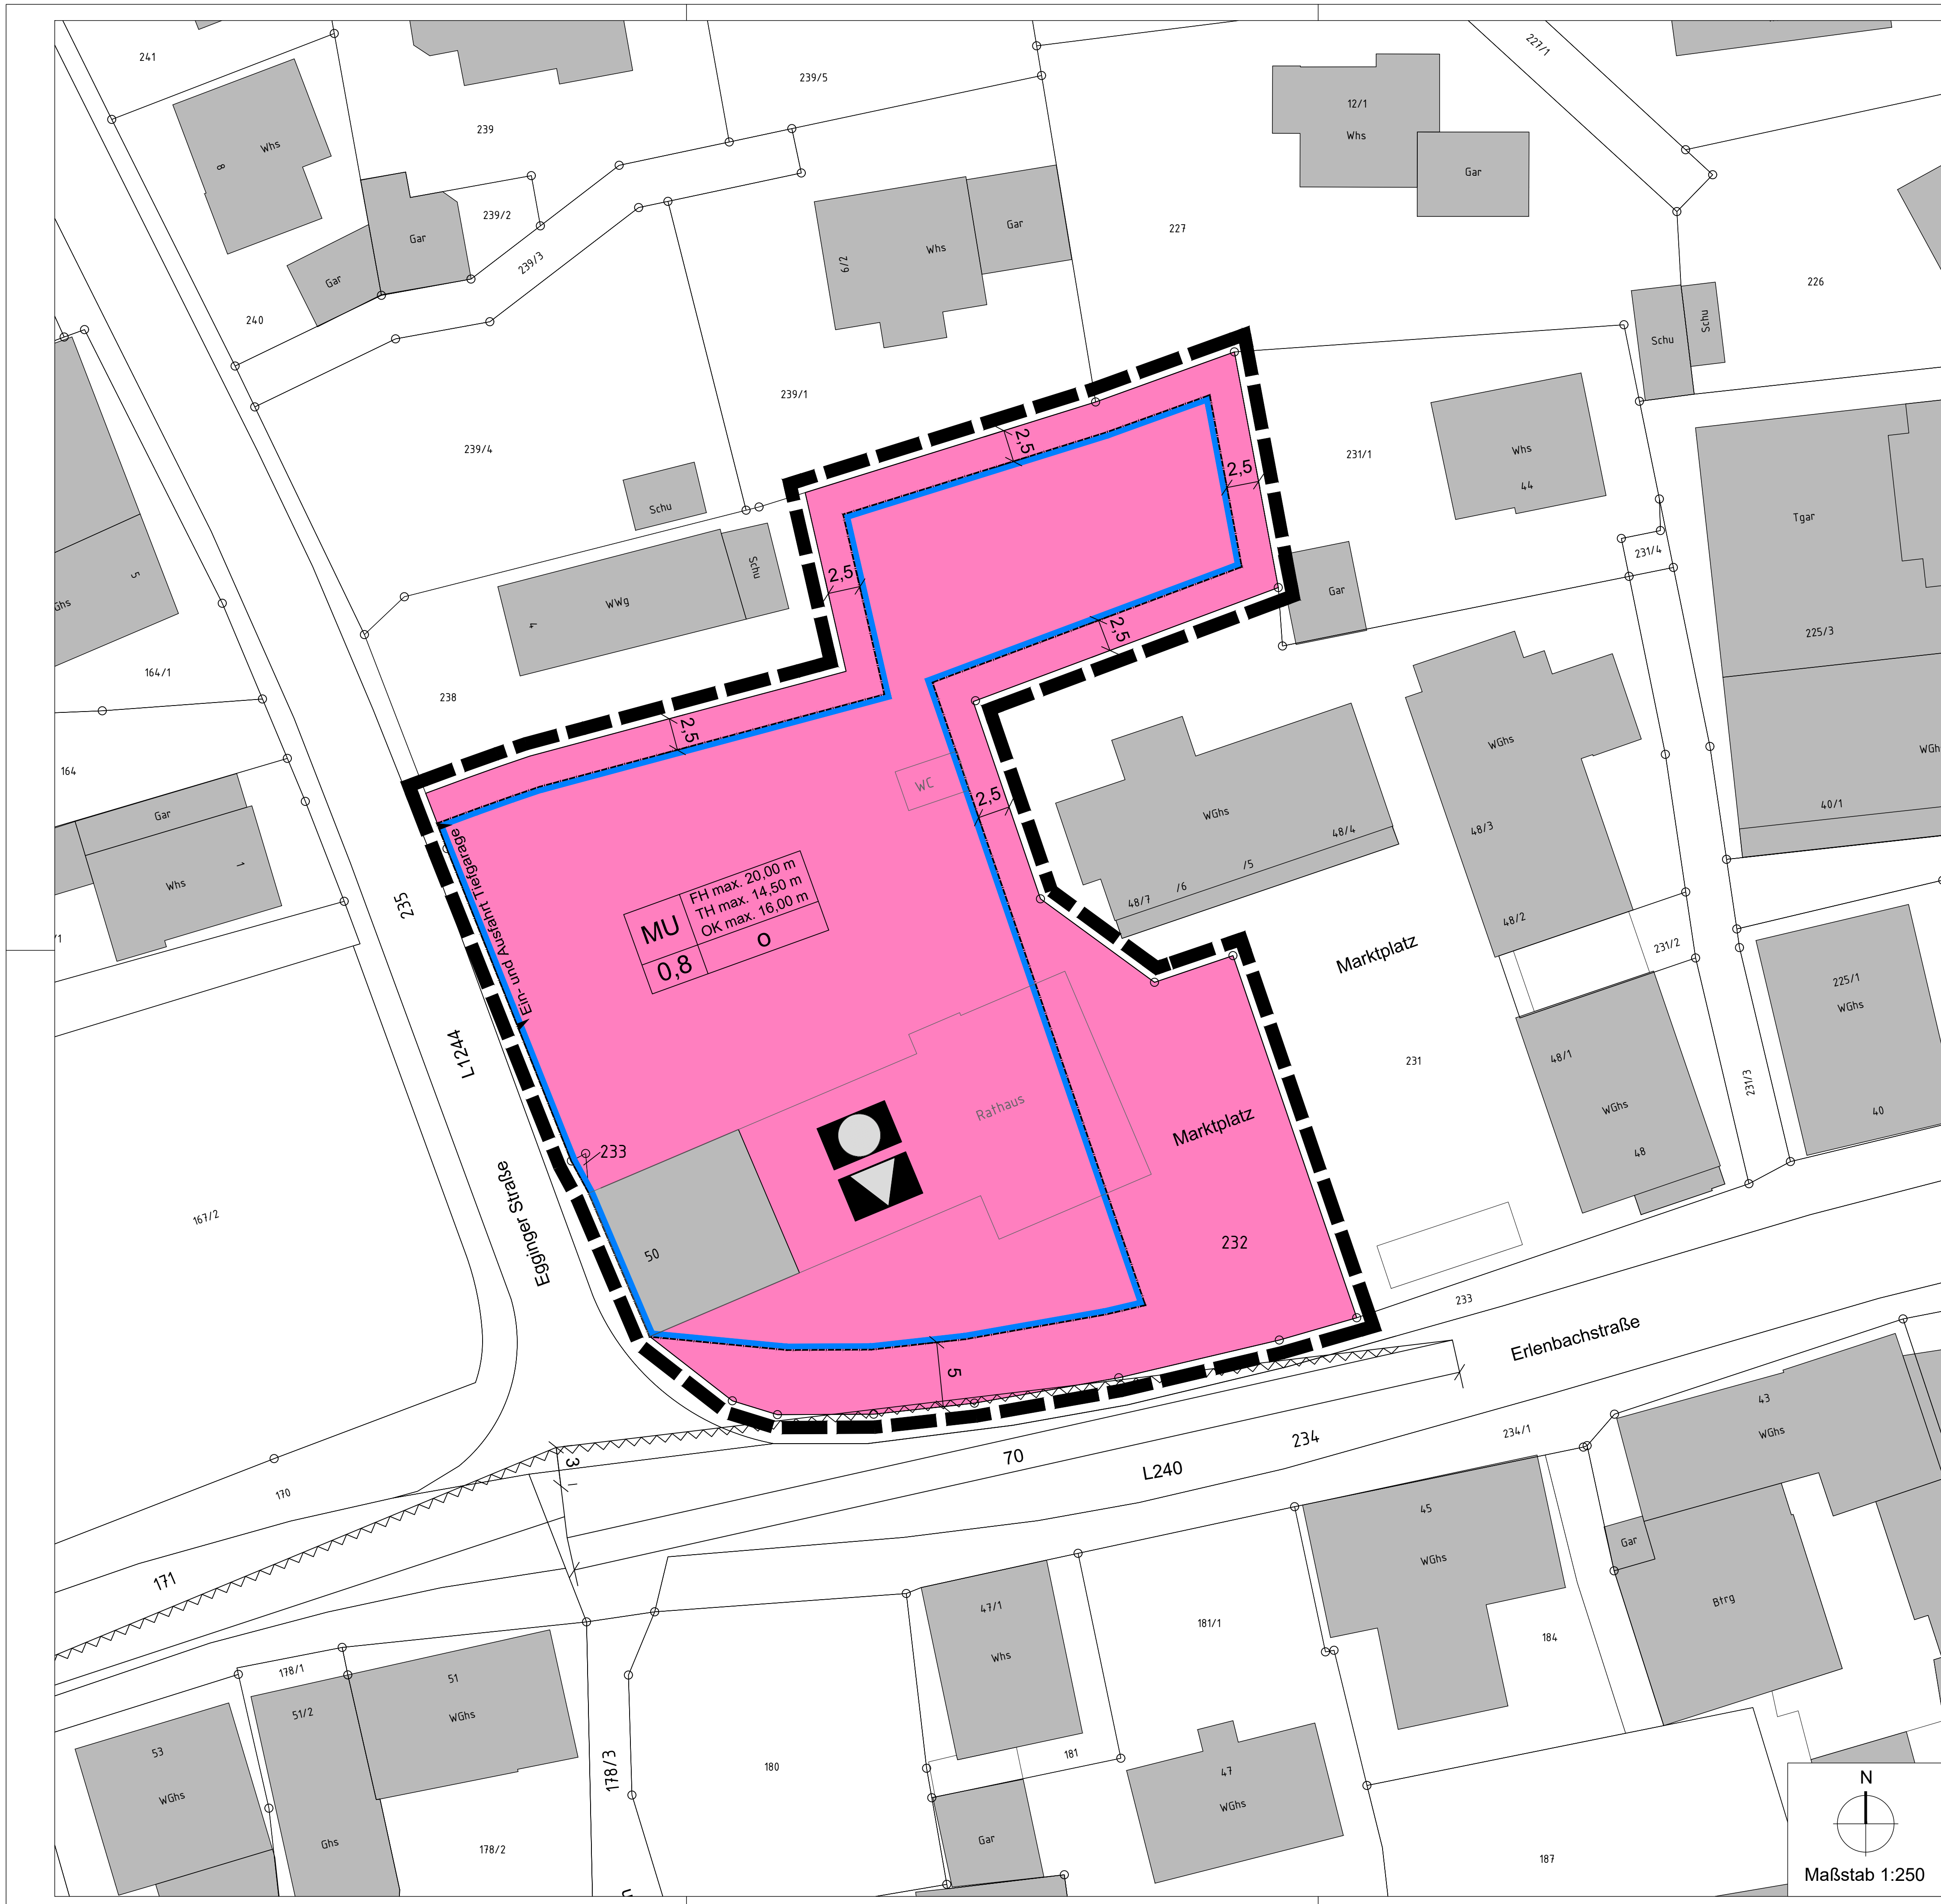 241
239/5
239
227/1
12/1
Whs
8
Whs
Gar
239/2
Gar
6/2
Whs
Gar
227
239/3
Gar
240
226
Schu
Schu
239/1
2,5
239/4
231/1
Whs
44
2,5
Schu
Tgar
231/4
5
Schu
2,5
WWg
4
Gar
225/3
2,5
164/1
238
2,5
WGhs
164
WC
2,5
Gar
Ein- und Ausfahrt Tiefgarage
WGhs
48/4
48/3
40/1
/5
Whs
1
/6
48/7
MU
FH max. 20,00 m
TH max. 14,50 m
OK max. 16,00 m
0,8
o
235
48/2
231/2
/1
Marktplatz
225/1
WGhs
L1244
231
48/1
231/3
Rathaus
Marktplatz
WGhs
40
233
48
Egginger Straße
167/2
50
232
233
5
Erlenbachstraße
43
WGhs
234/1
234
70
L240
3
170
45
Gar
WGhs
171
Btrg
47/1
181/1
184
Whs
178/1
51
51/2
WGhs
53
178/3
180
181
47
WGhs
WGhs
Gar
Ghs
178/2
187
N
Maßstab 1:250